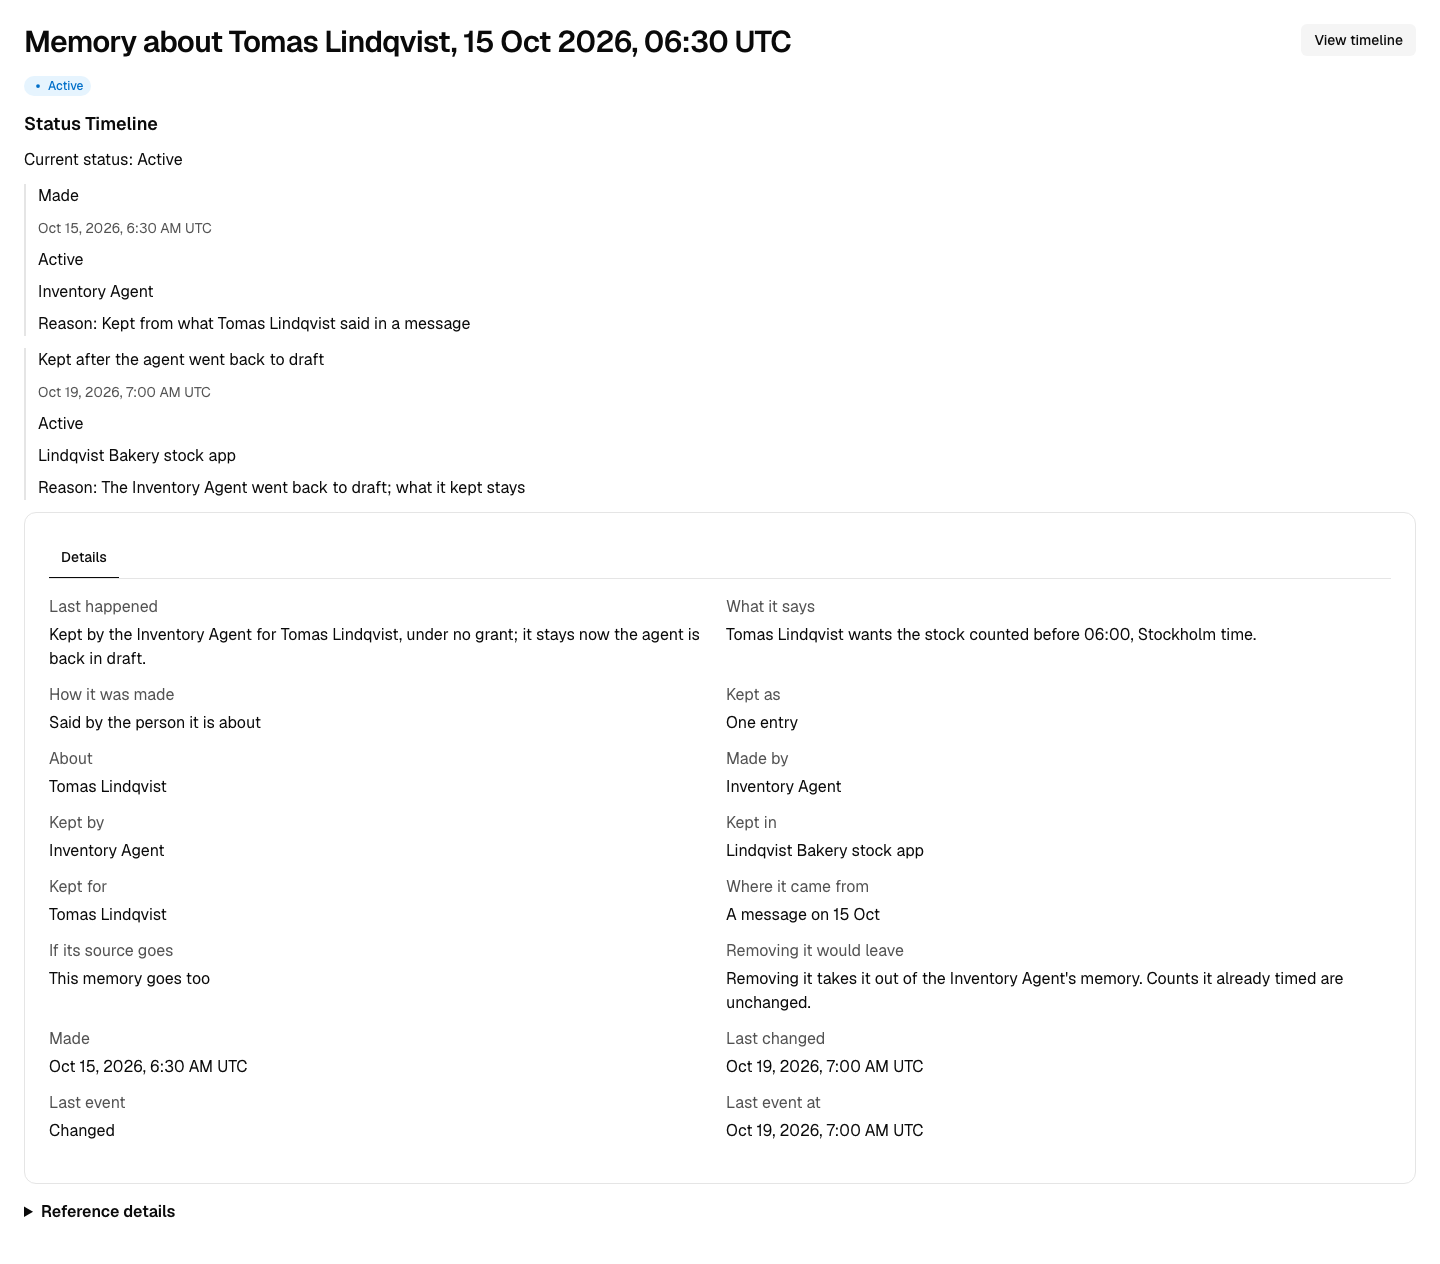 Memory about Tomas Lindqvist, 15 Oct 2026, 06:30 UTC
View timeline
Active
Status Timeline
Current status: Active
Made
Oct 15, 2026, 6:30 AM UTC
Active
Inventory Agent
Reason: Kept from what Tomas Lindqvist said in a message
Kept after the agent went back to draft
Oct 19, 2026, 7:00 AM UTC
Active
Lindqvist Bakery stock app
Reason: The Inventory Agent went back to draft; what it kept stays
Details
Last happened
Kept by the Inventory Agent for Tomas Lindqvist, under no grant; it stays now the agent is
back in draft.
What it says
Tomas Lindqvist wants the stock counted before 06:00, Stockholm time.
How it was made
Said by the person it is about
Kept as
One entry
About
Tomas Lindqvist
Made by
Inventory Agent
Kept by
Inventory Agent
Kept in
Lindqvist Bakery stock app
Kept for
Tomas Lindqvist
Where it came from
A message on 15 Oct
If its source goes
This memory goes too
Removing it would leave
Removing it takes it out of the Inventory Agent's memory. Counts it already timed are
unchanged.
Made
Oct 15, 2026, 6:30 AM UTC
Last changed
Oct 19, 2026, 7:00 AM UTC
Last event
Changed
Last event at
Oct 19, 2026, 7:00 AM UTC
Reference details